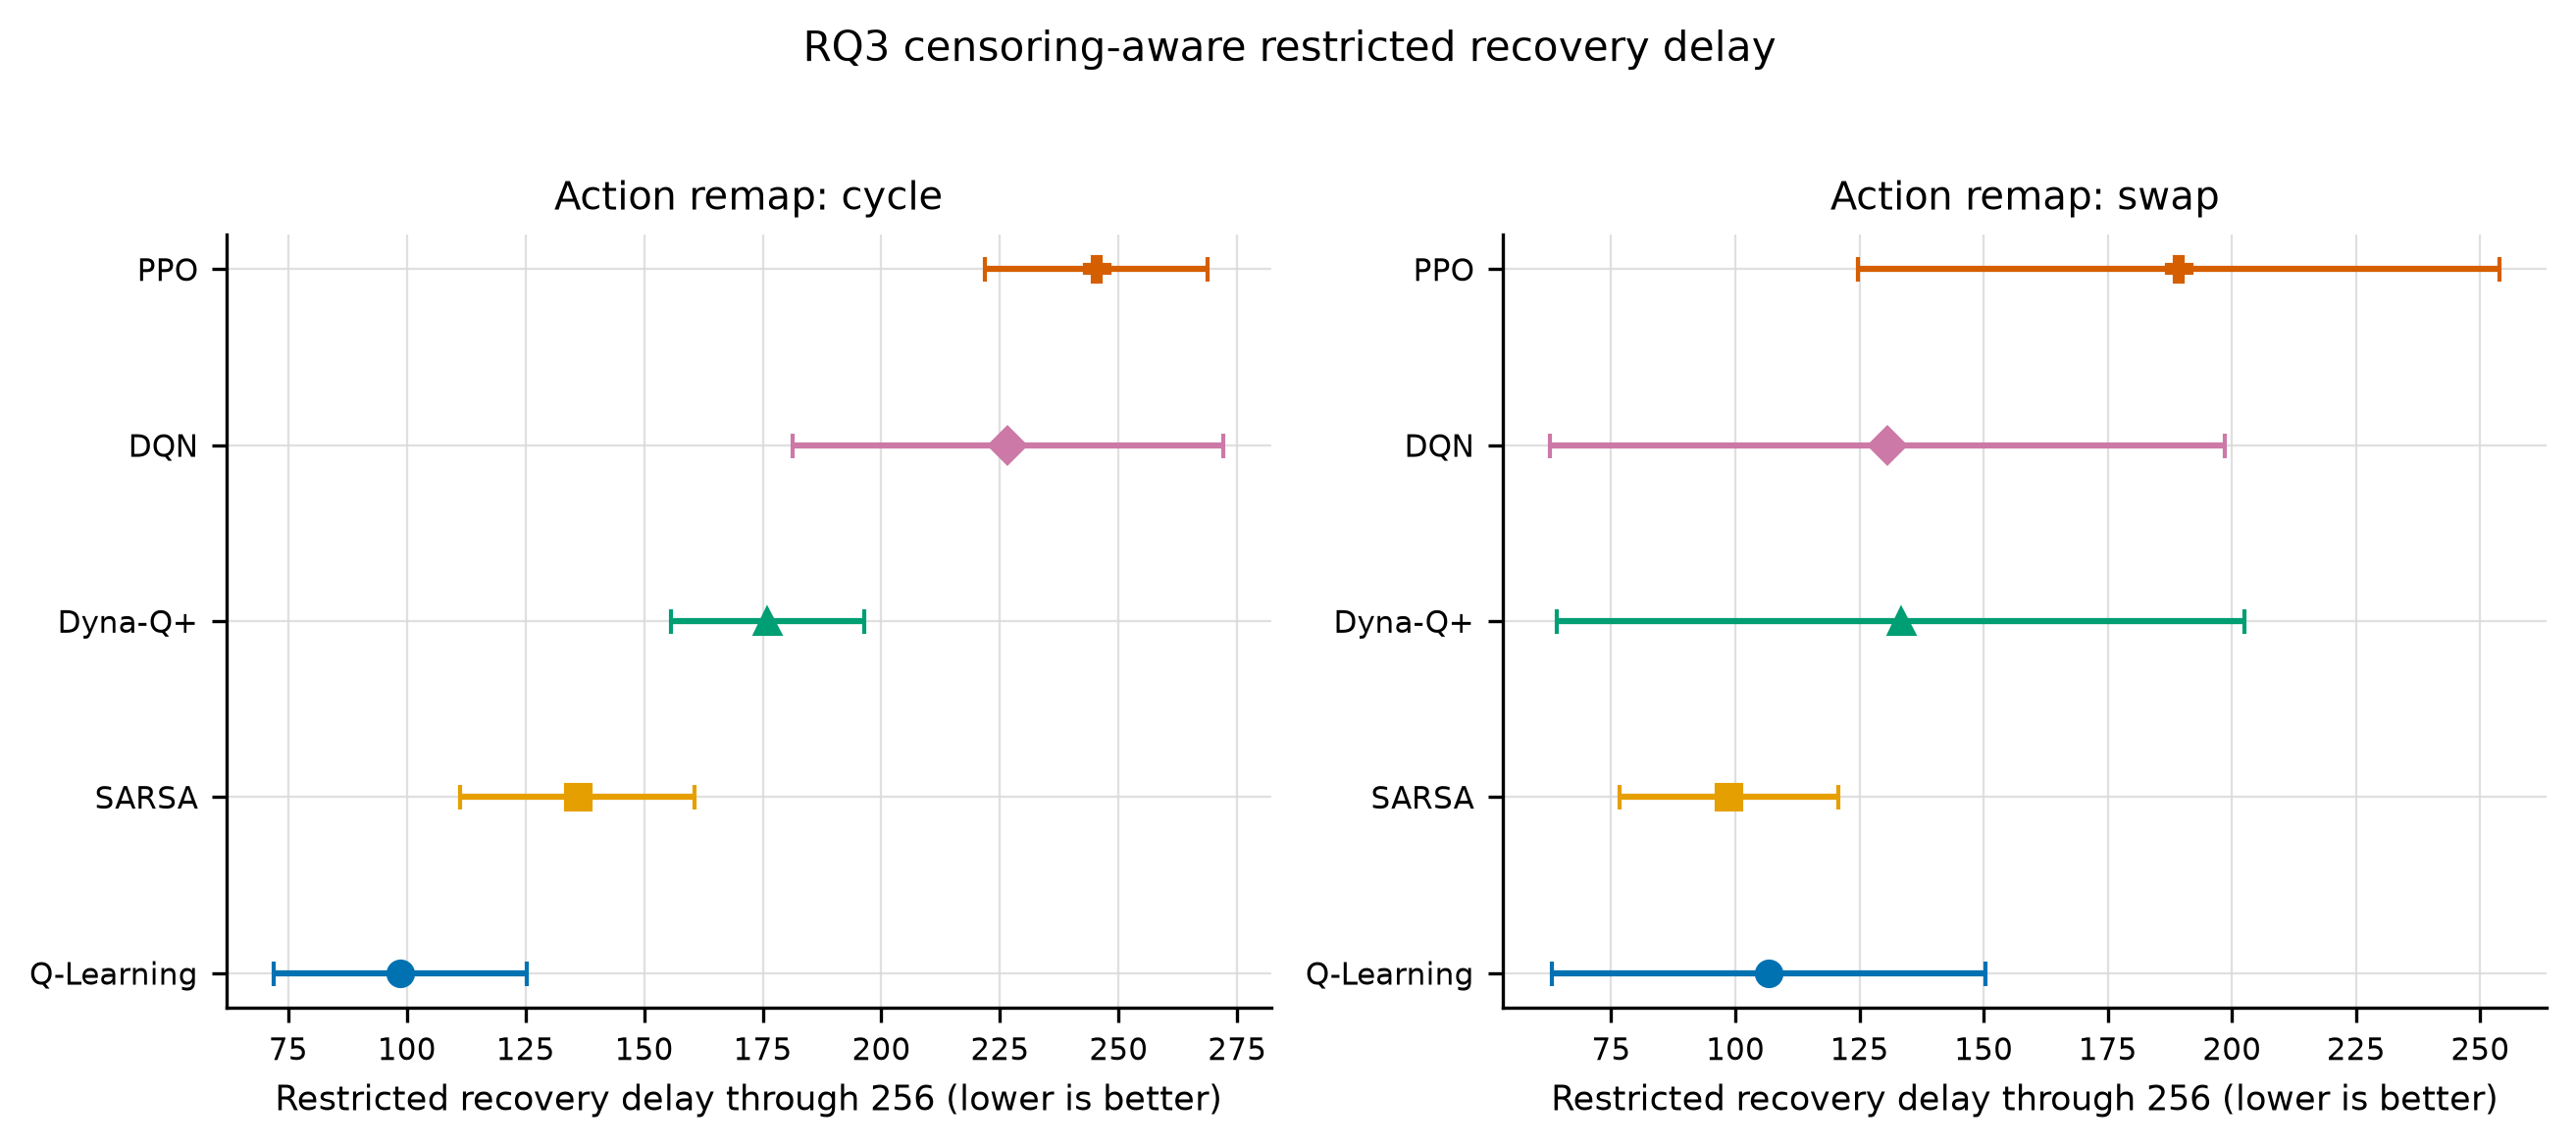 RQ3 censoring-aware restricted recovery delay
Action remap: cycle
PPO
DQN
Dyna-Q+
SARSA
Q-Learning
75 100 125 150 175 200 225 250 275
Restricted recovery delay through 256 (lower is better)
Action remap: swap
PPO
DQN
Dyna-Q+
SARSA
Q-Learning
75 100 125 150 175 200 225 250
Restricted recovery delay through 256 (lower is better)